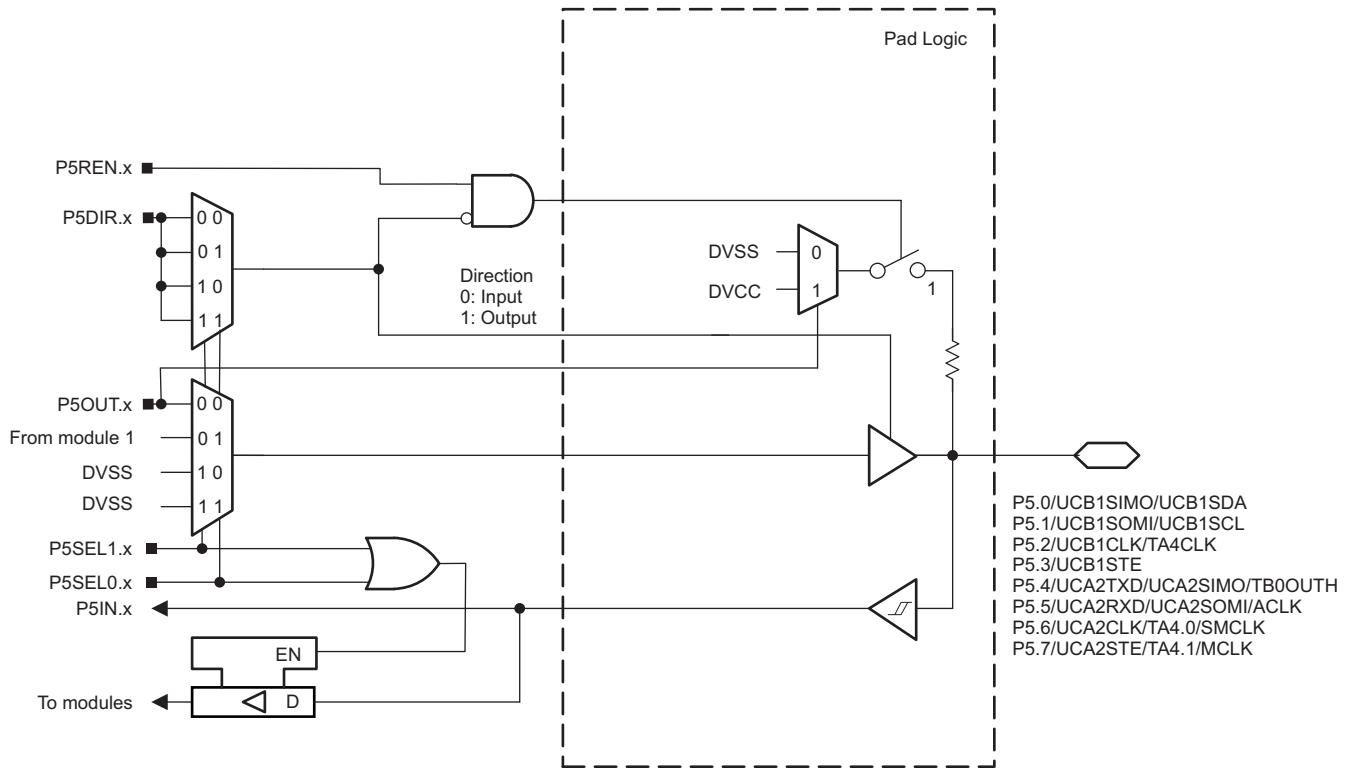 Pad Logic
P5REN.x
P5DIR.x
0 0
0 1
1 0
1 1
Direction
0: Input
1: Output
DVSS
0
DVCC
1
1
P5OUT.x
0 0
From module 1
0 1
DVSS
1 0
DVSS
1 1
P5SEL1.x
P5SEL0.x
P5IN.x
EN
To modules
D
P5.0/UCB1SIMO/UCB1SDA
P5.1/UCB1SOMI/UCB1SCL
P5.2/UCB1CLK/TA4CLK
P5.3/UCB1STE
P5.4/UCA2TXD/UCA2SIMO/TB0OUTH
P5.5/UCA2RXD/UCA2SOMI/ACLK
P5.6/UCA2CLK/TA4.0/SMCLK
P5.7/UCA2STE/TA4.1/MCLK